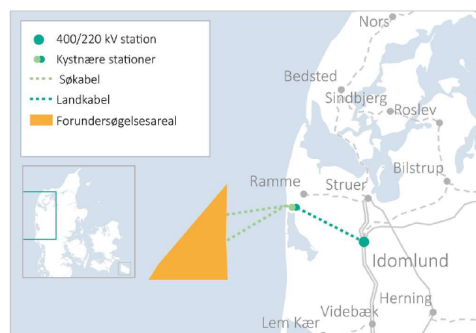 400/220 kV station
Kystnære stationer
Søkabel
Landkabel
Forundersøgelsesareal
Nors
Bedsted
Sindbjerg
Roslev
Bilstrup
Ramme
Struer
Idomlund
Herning
Videbæk
Lem Kær